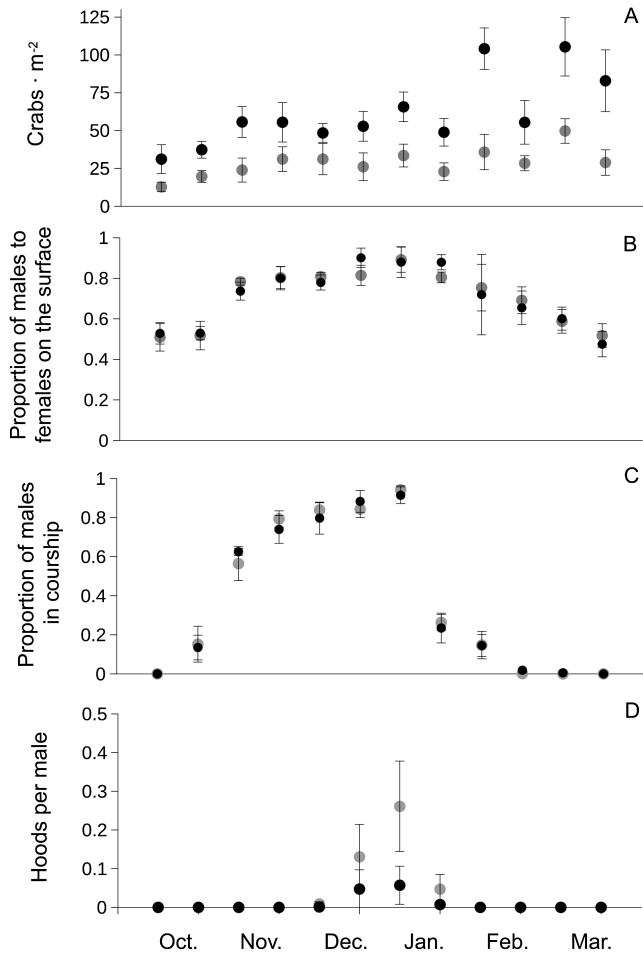 A
125
100
75
50
25
0
Crabs · m-2
B
1
0.8
0.6
0.4
0.2
0
Proportion of males to
females on the surface
C
1
0.8
0.6
0.4
0.2
0
Proportion of males
in courship
D
0.5
0.4
0.3
0.2
0.1
0
Hoods per male
Oct. Nov. Dec. Jan. Feb. Mar.